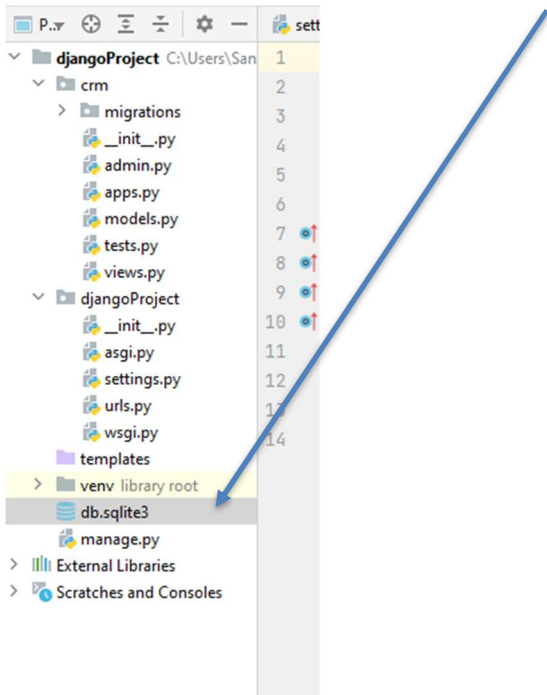 P..
sett
djangoProject C:\Users\San
crm
migrations
__init__.py
admin.py
apps.py
models.py
tests.py
views.py
djangoProject
__init__.py
asgi.py
settings.py
urls.py
wsgi.py
templates
venv library root
db.sqlite3
manage.py
External Libraries
Scratches and Consoles
1
2
3
4
5
6
7
8
9
10
11
12
13
14